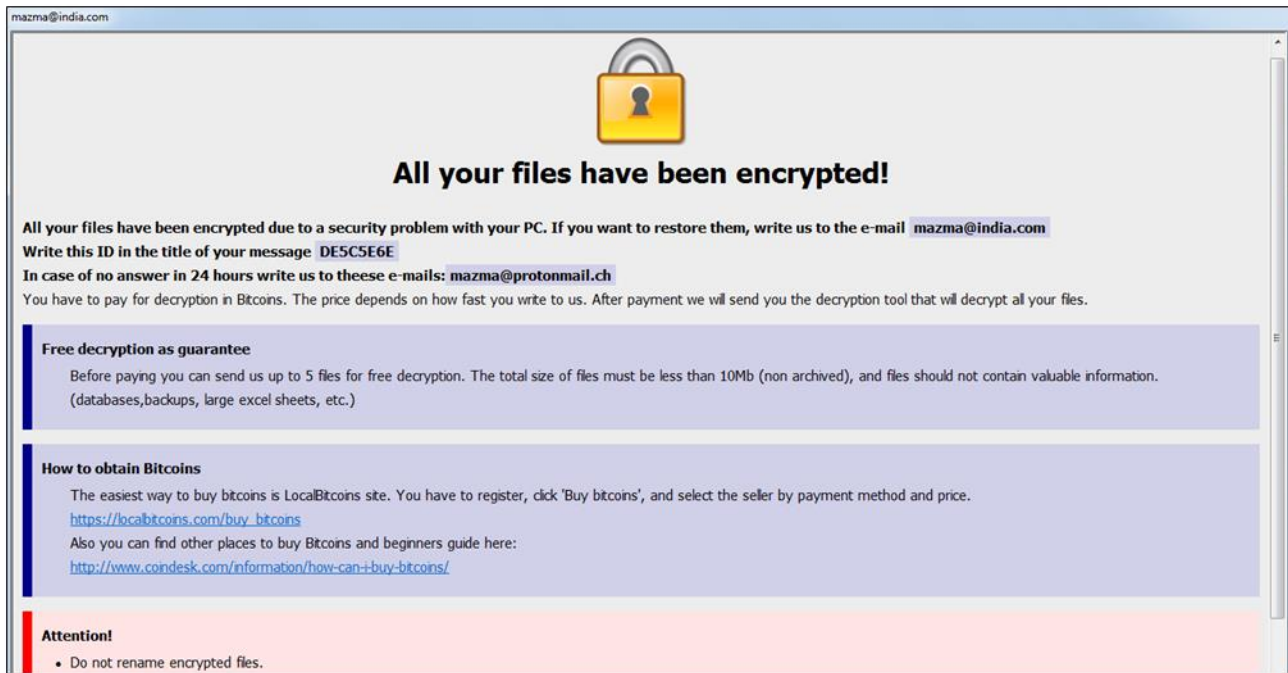 mazma@india.com
All your files have been encrypted!
All your files have been encrypted due to a security problem with your PC. If you want to restore them, write us to the e-mail mazma@india.com
Write this ID in the title of your message DE5C5E6E
In case of no answer in 24 hours write us to theese e-mails: mazma@protonmail.ch
You have to pay for decryption in Bitcoins. The price depends on how fast you write to us. After payment we will send you the decryption tool that will decrypt all your files.
Free decryption as guarantee
Before paying you can send us up to 5 files for free decryption. The total size of files must be less than 10Mb (non archived), and files should not contain valuable information.
(databases,backups, large excel sheets, etc.)
How to obtain Bitcoins
The easiest way to buy bitcoins is LocalBitcoins site. You have to register, click 'Buy bitcoins', and select the seller by payment method and price.
https://localbitcoins.com/buy_bitcoins
Also you can find other places to buy Bitcoins and beginners guide here:
http://www.coindesk.com/information/how-can-i-buy-bitcoins/
Attention!
• Do not rename encrypted files.